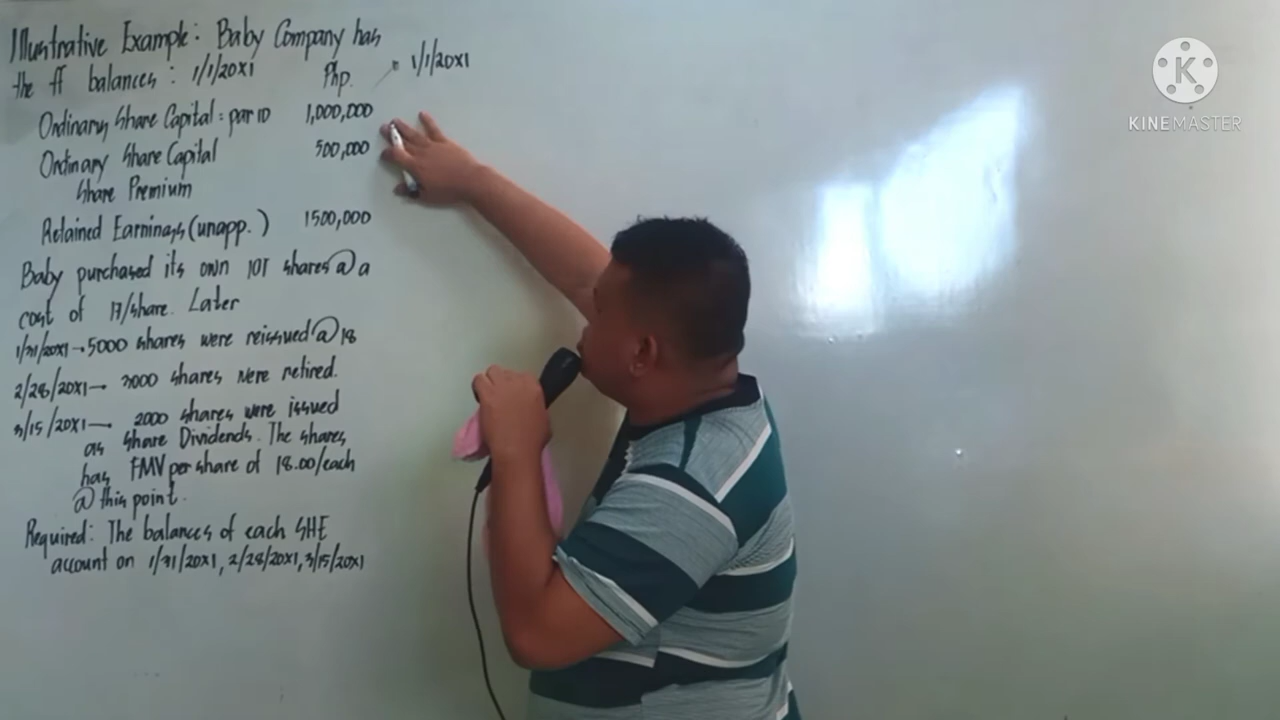 Illustrative Example: Baby Company has
the ff balances: 1/1/20X1 Php. 1/1/20X1
Ordinary Share Capital: par 10 1,000,000
Ordinary Share Capital 500,000
Share Premium
Retained Earnings (unapp.) 1500,000
Baby purchased its own 10T shares @ a
cost of 17/share. Later
1/31/20X1 → 5000 shares were reissued @ 18
2/28/20X1 — 3000 shares were retired.
3/15/20X1 — 2000 shares were issued
as share Dividends. The shares
has FMV per share of 18.00/each
@ this point.
Required: The balances of each SHE
account on 1/31/20X1, 2/28/20X1, 3/15/20X1
K
KINEMASTER